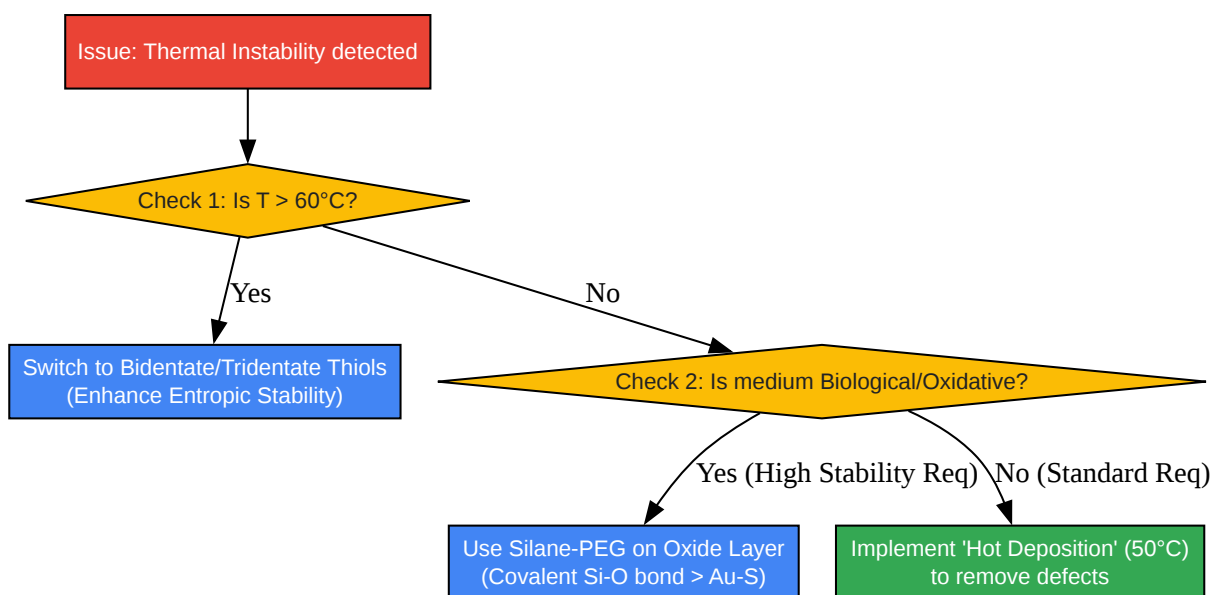 Issue: Thermal Instability detected
Check 1: Is T > 60°C?
Yes
No
Switch to Bidentate/Tridentate Thiols
(Enhance Entropic Stability)
Check 2: Is medium Biological/Oxidative?
Yes (High Stability Req)
No (Standard Req)
Use Silane-PEG on Oxide Layer
(Covalent Si-O bond > Au-S)
Implement 'Hot Deposition' (50°C)
to remove defects